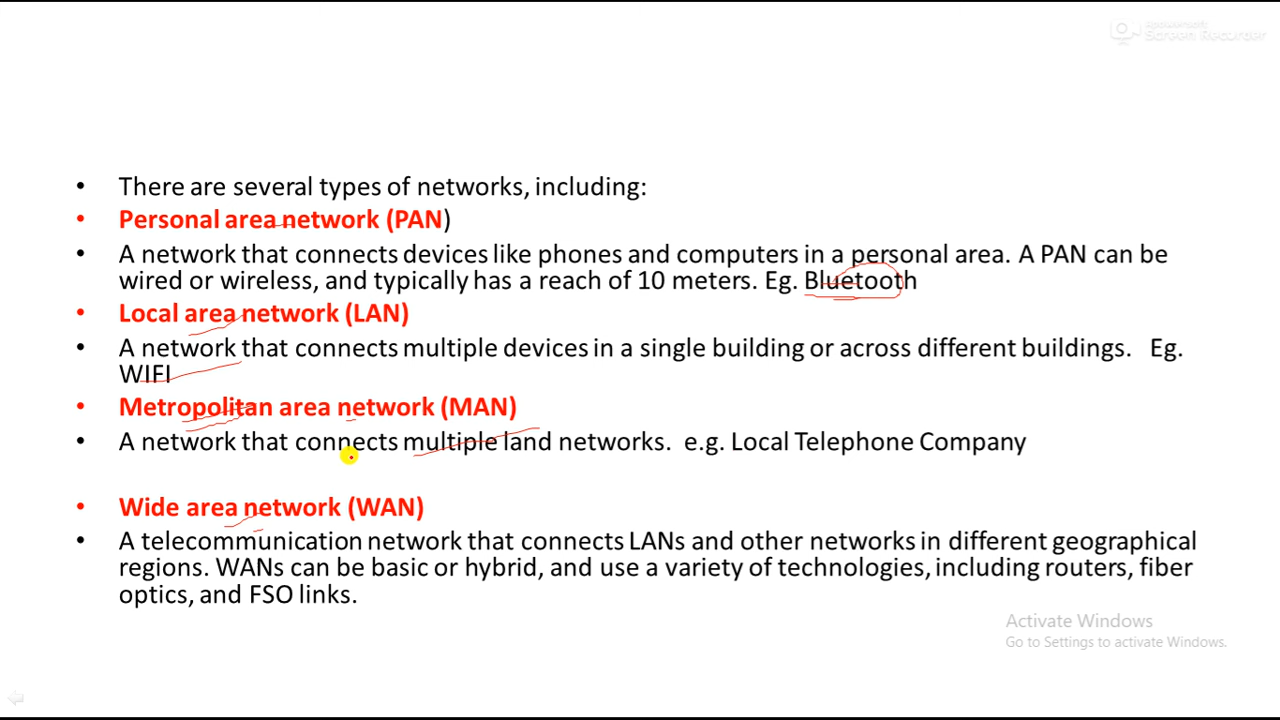 Apowersoft
Screen Recorder
• There are several types of networks, including:
• Personal area network (PAN)
• A network that connects devices like phones and computers in a personal area. A PAN can be
wired or wireless, and typically has a reach of 10 meters. Eg. Bluetooth
• Local area network (LAN)
• A network that connects multiple devices in a single building or across different buildings. Eg.
WIFI
• Metropolitan area network (MAN)
• A network that connects multiple land networks. e.g. Local Telephone Company
• Wide area network (WAN)
• A telecommunication network that connects LANs and other networks in different geographical
regions. WANs can be basic or hybrid, and use a variety of technologies, including routers, fiber
optics, and FSO links.
Activate Windows
Go to Settings to activate Windows.